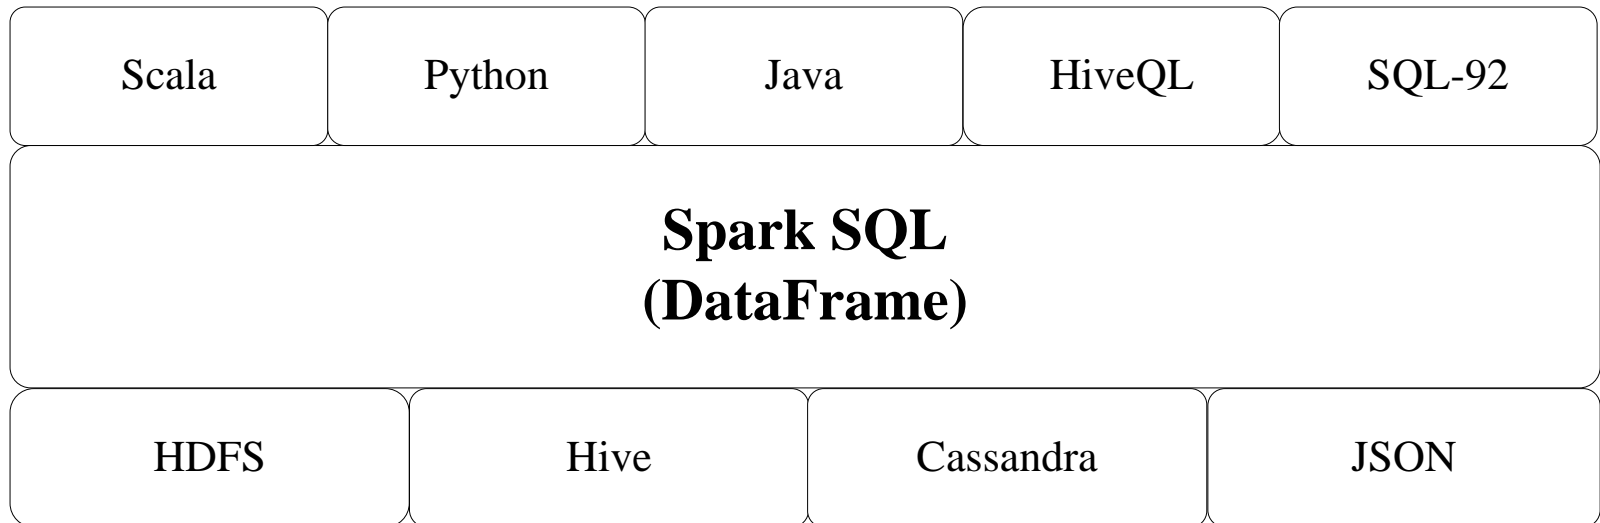 Scala Python Java HiveQL SQL-92
Spark SQL
(DataFrame)
HDFS Hive Cassandra JSON